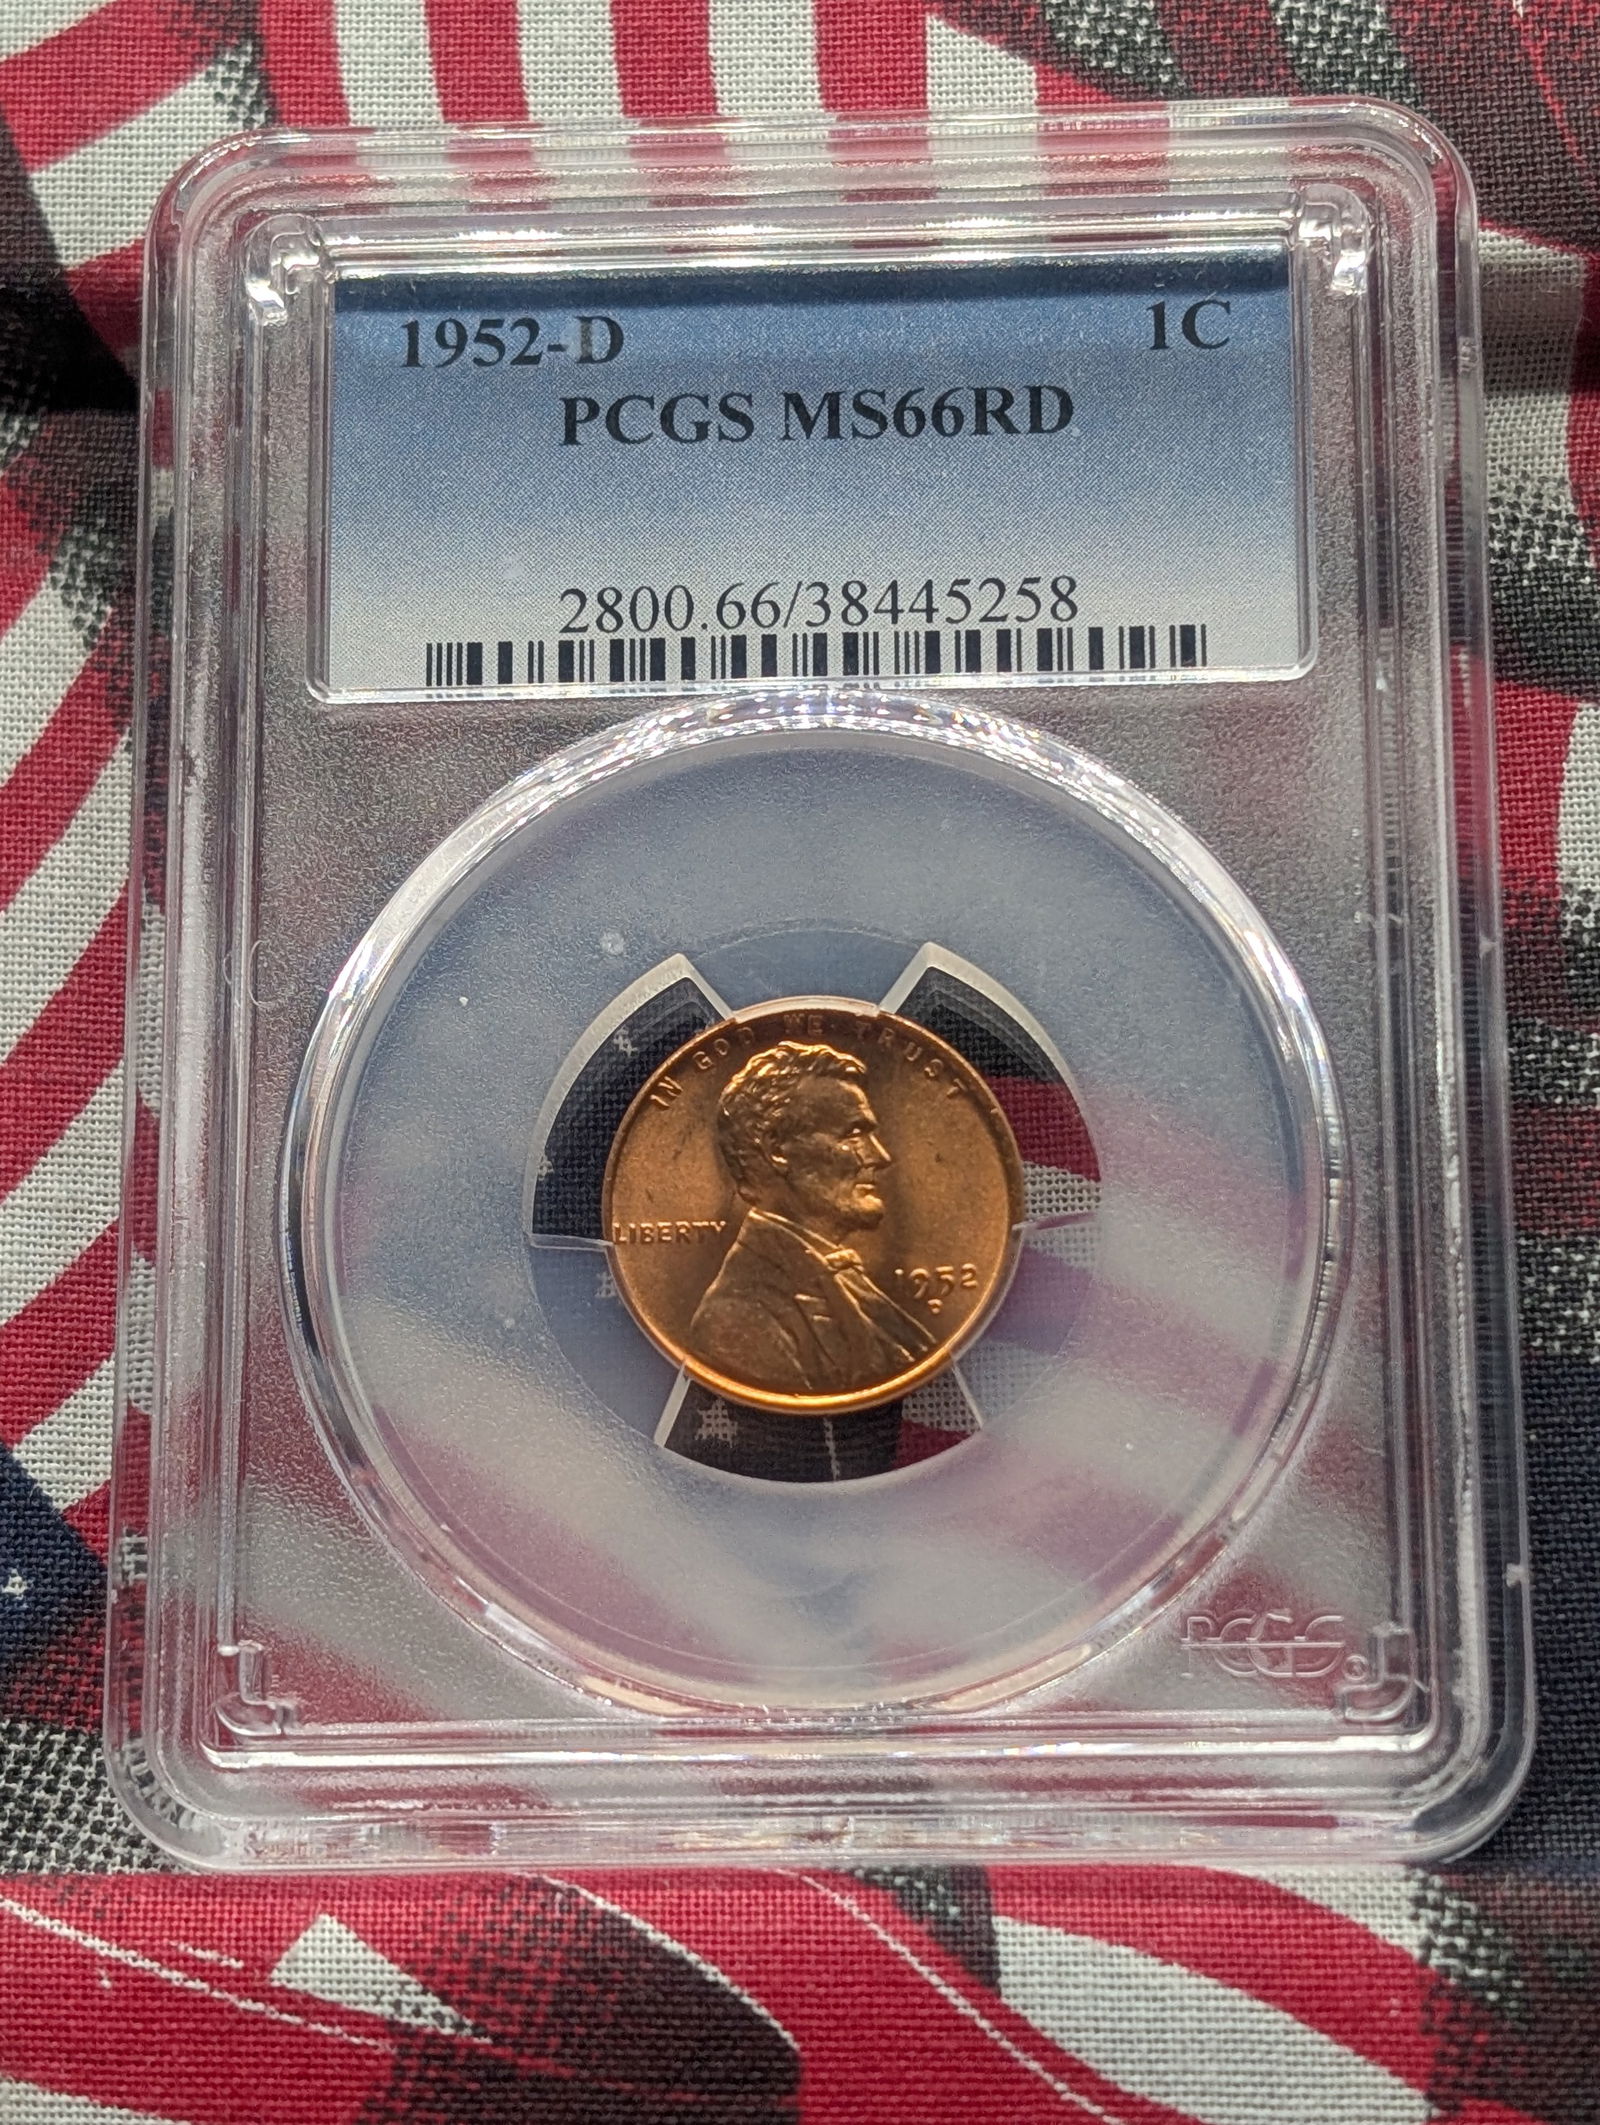 1952-D 1C
PCGS MS66RD
2800.66/38445258
IN GOD WE TRUST
LIBERTY
1952
D
PCGS